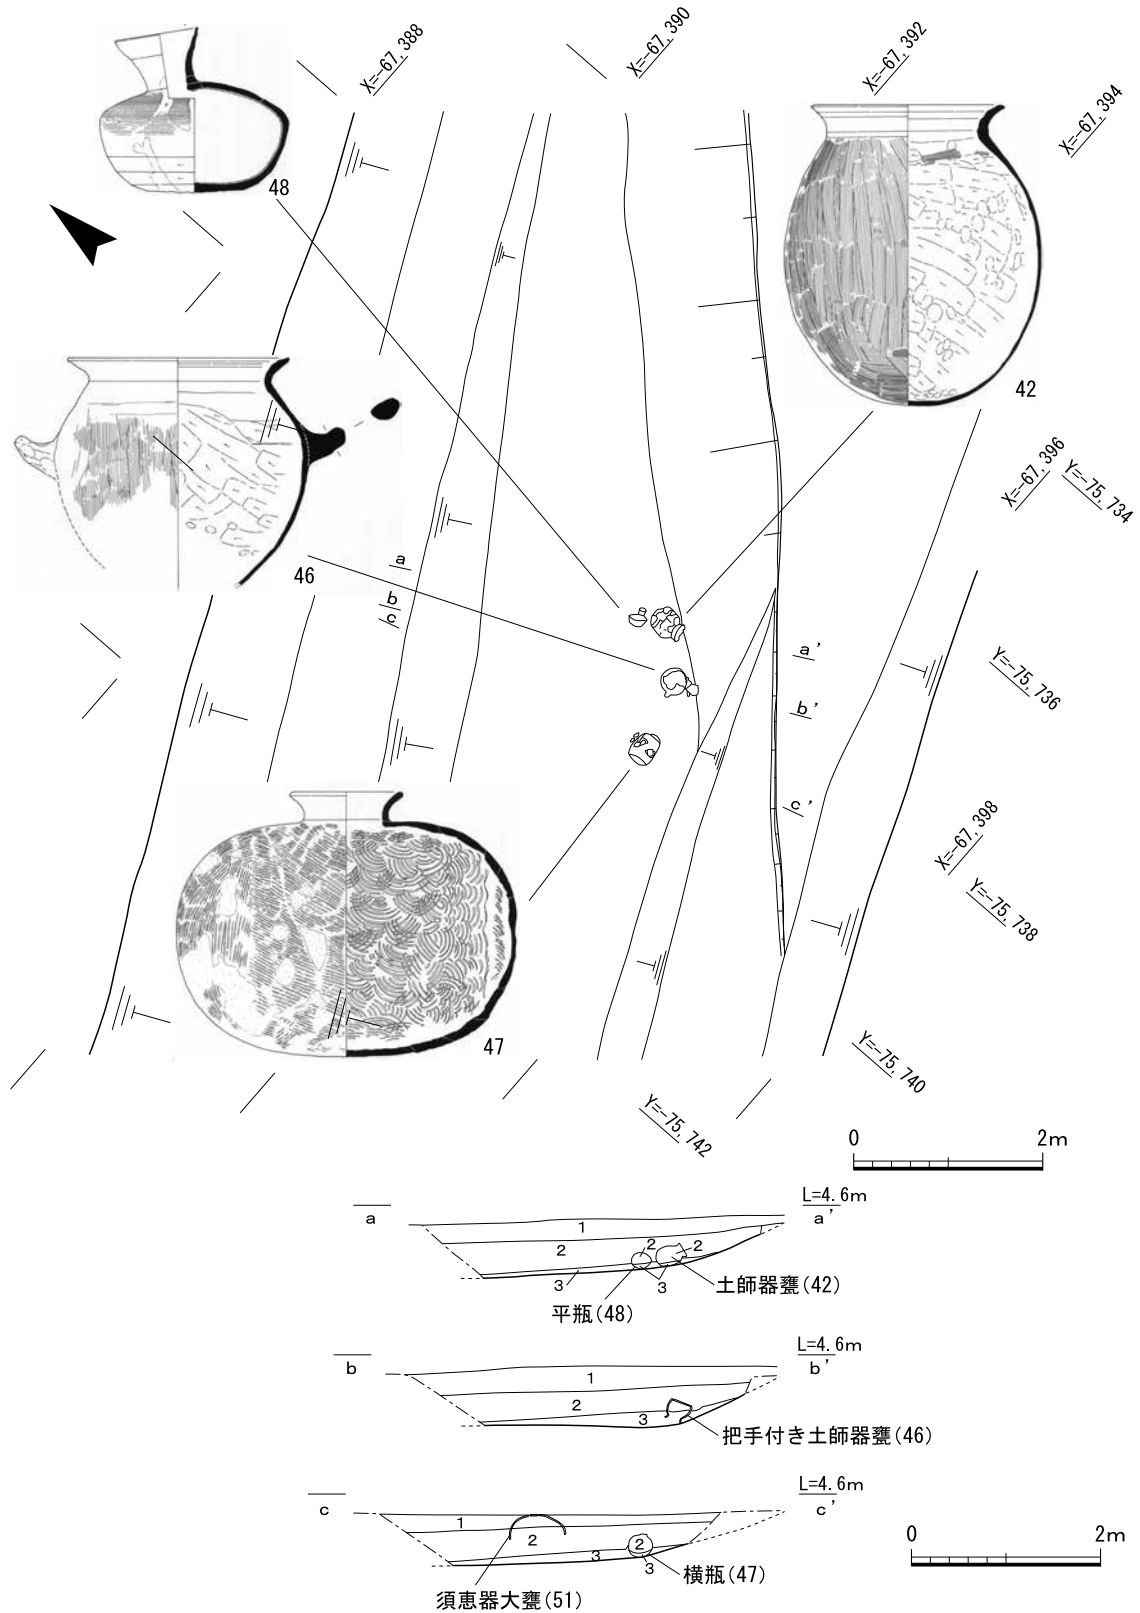 X=-67,388
X=-67,390
X=-67,392
X=-67,394
48
42
X=-67,396
Y=-75,734
46
a
b
c
a'
Y=-75,736
b'
c'
X=-67,398
Y=-75,738
47
Y=-75,740
Y=-75,742
0 2m
L=4.6m
a a'
1
2 2 2
3 3
土師器甕(42)
平瓶(48)
L=4.6m
b b'
1
2
3
把手付き土師器甕(46)
L=4.6m
c c'
1
2 2
3 3
横瓶(47)
須恵器大甕(51)
0 2m